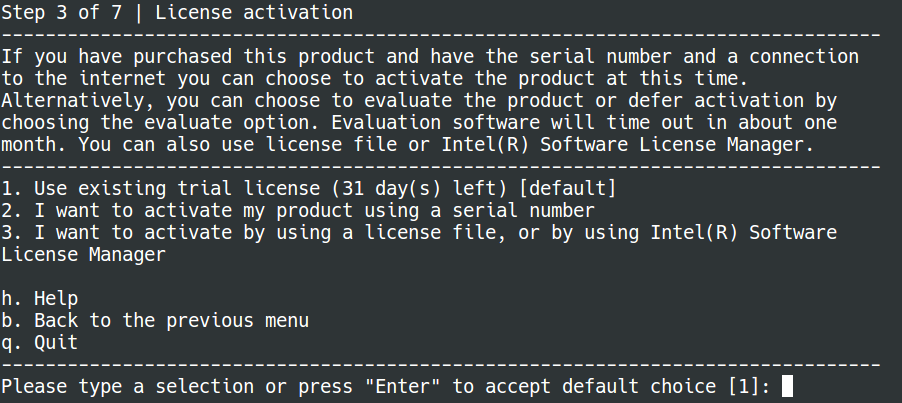 Step 3 of 7 | License activation
--------------------------------------------------------------------------------
If you have purchased this product and have the serial number and a connection
to the internet you can choose to activate the product at this time.
Alternatively, you can choose to evaluate the product or defer activation by
choosing the evaluate option. Evaluation software will time out in about one
month. You can also use license file or Intel(R) Software License Manager.
--------------------------------------------------------------------------------
1. Use existing trial license (31 day(s) left) [default]
2. I want to activate my product using a serial number
3. I want to activate by using a license file, or by using Intel(R) Software
License Manager

h. Help
b. Back to the previous menu
q. Quit
--------------------------------------------------------------------------------
Please type a selection or press "Enter" to accept default choice [1]: